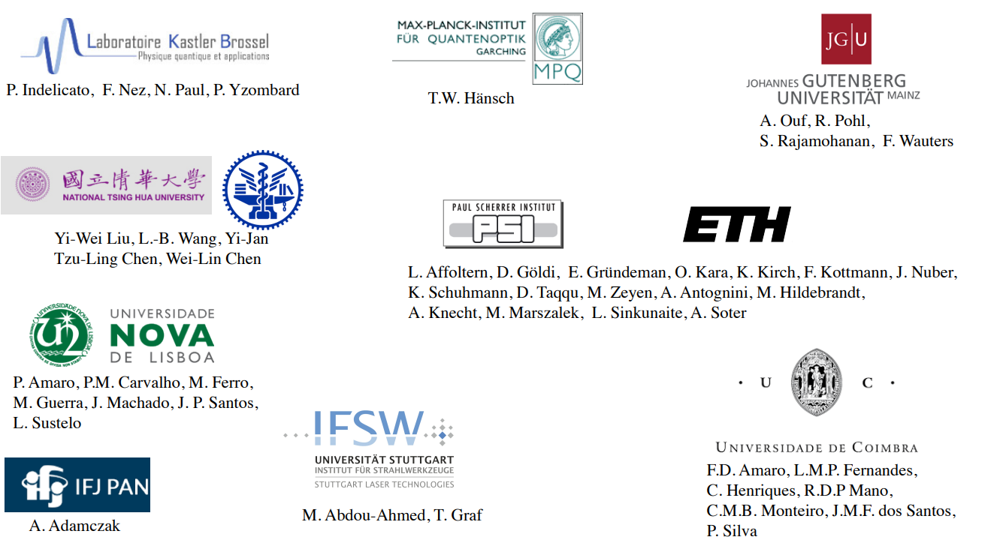 Laboratoire Kastler Brossel
Physique quantique et applications
P. Indelicato, F. Nez, N. Paul, P. Yzombard
MAX-PLANCK-INSTITUT
FÜR QUANTENOPTIK
GARCHING
MPQ
T.W. Hänsch
JG|U
JOHANNES GUTENBERG
UNIVERSITÄT MAINZ
A. Ouf, R. Pohl,
S. Rajamohanan, F. Wauters
國立清華大學
NATIONAL TSING HUA UNIVERSITY
Yi-Wei Liu, L.-B. Wang, Yi-Jan
Tzu-Ling Chen, Wei-Lin Chen
PAUL SCHERRER INSTITUT
PSI
ETH
L. Affoltern, D. Göldi, E. Gründeman, O. Kara, K. Kirch, F. Kottmann, J. Nuber,
K. Schuhmann, D. Taqqu, M. Zeyen, A. Antognini, M. Hildebrandt,
A. Knecht, M. Marszalek, L. Sinkunaite, A. Soter
UNIVERSIDADE
NOVA
DE LISBOA
P. Amaro, P.M. Carvalho, M. Ferro,
M. Guerra, J. Machado, J. P. Santos,
L. Sustelo
IFSW
UNIVERSITÄT STUTTGART
INSTITUT FÜR STRAHLWERKZEUGE
STUTTGART LASER TECHNOLOGIES
M. Abdou-Ahmed, T. Graf
· U C ·
UNIVERSIDADE DE COIMBRA
F.D. Amaro, L.M.P. Fernandes,
C. Henriques, R.D.P Mano,
C.M.B. Monteiro, J.M.F. dos Santos,
P. Silva
IFJ PAN
A. Adamczak